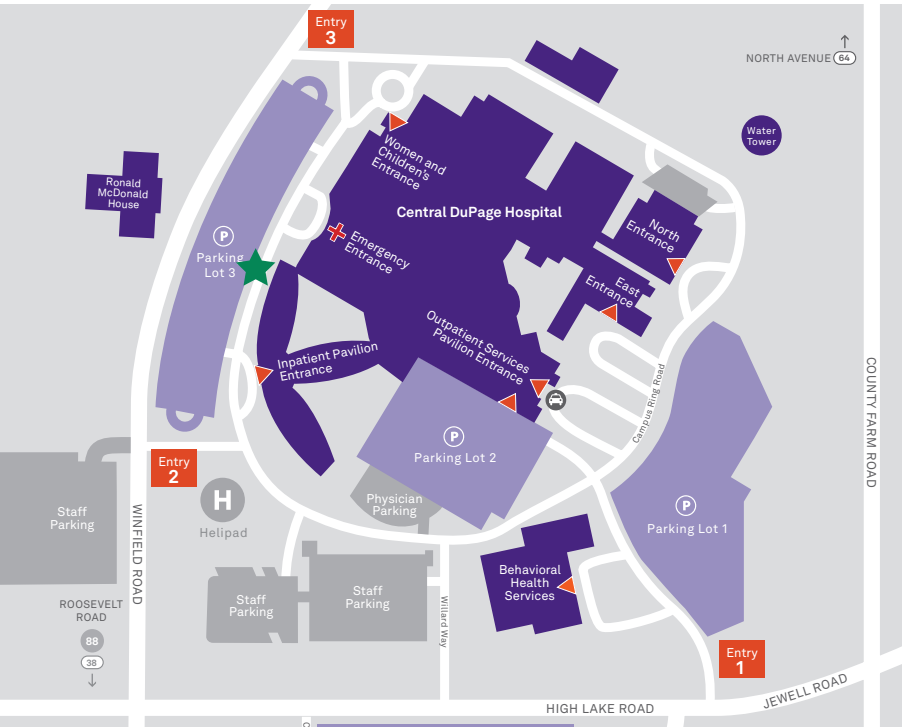 Entry
3
NORTH AVENUE 64
Water
Tower
Women and
Children's
Entrance
Ronald
McDonald
House
Central DuPage Hospital
P
Parking
Lot 3
Emergency
Entrance
North
Entrance
East
Entrance
Outpatient Services
Pavilion Entrance
Inpatient Pavilion
Entrance
Campus Ring Road
COUNTY FARM ROAD
P
Parking Lot 2
Entry
2
H
Helipad
Physician
Parking
P
Parking Lot 1
Staff
Parking
WINFIELD ROAD
Behavioral
Health
Services
Staff
Parking
Staff
Parking
Willard Way
ROOSEVELT
ROAD
88
38
Entry
1
JEWELL ROAD
HIGH LAKE ROAD